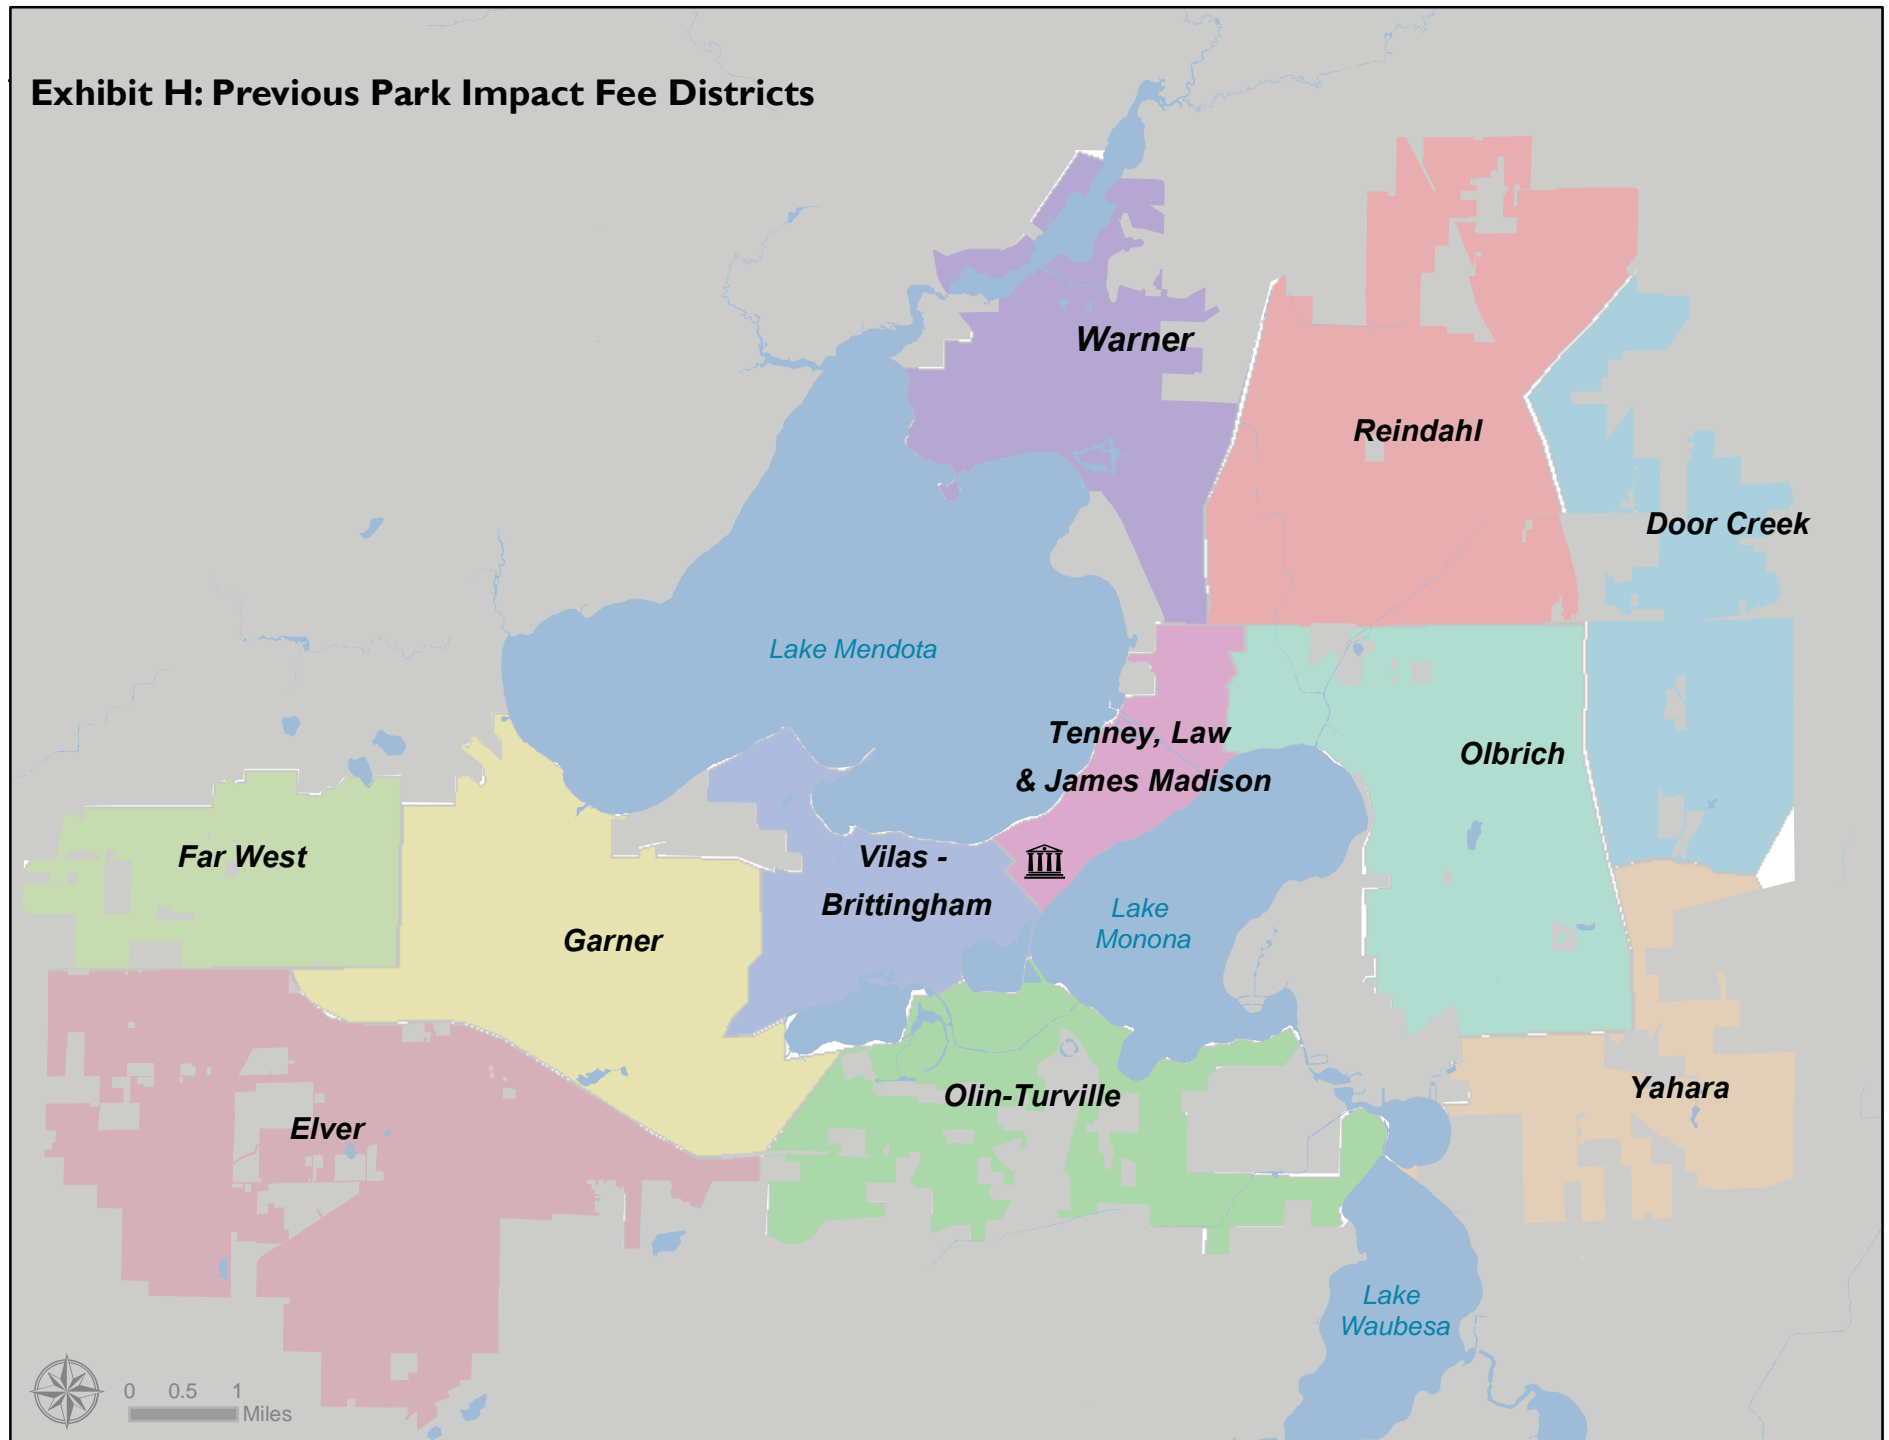 Exhibit H: Previous Park Impact Fee Districts
Warner
Reindahl
Door Creek
Lake Mendota
Tenney, Law
& James Madison
Olbrich
Far West
Vilas -
Brittingham
Garner
Lake
Monona
Olin-Turville
Yahara
Elver
Lake
Waubesa
0 0.5 1
Miles